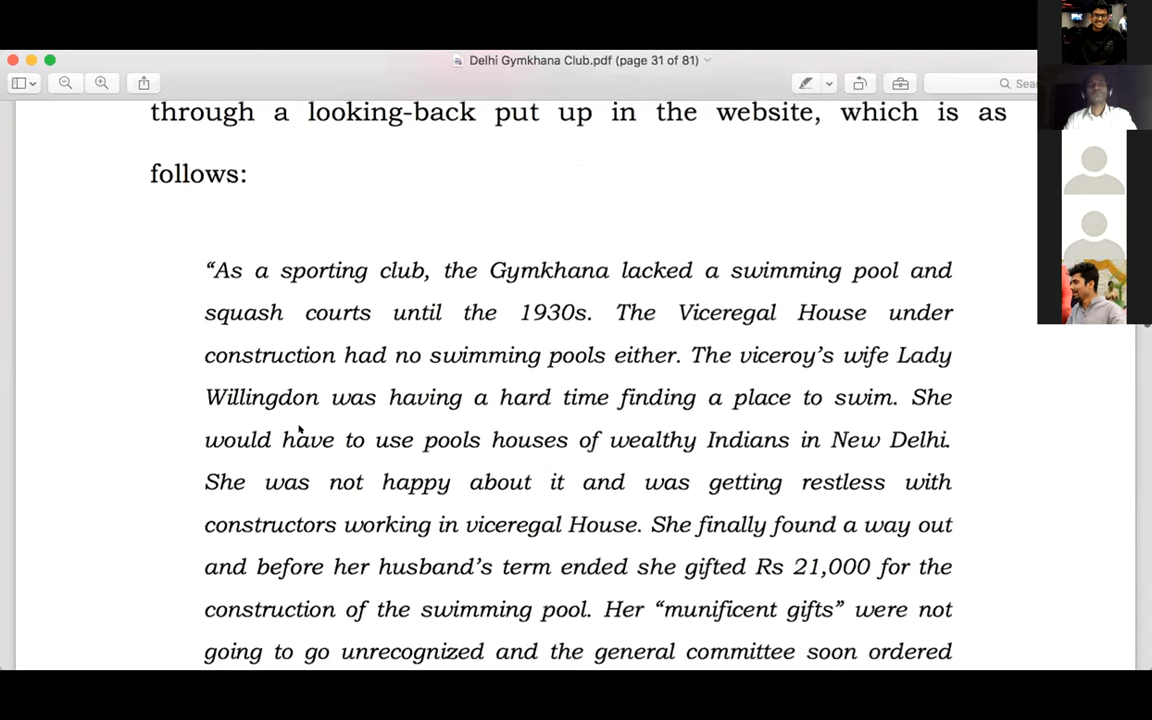 Delhi Gymkhana Club.pdf (page 31 of 81)
through a looking-back put up in the website, which is as
follows:
“As a sporting club, the Gymkhana lacked a swimming pool and
squash courts until the 1930s. The Viceregal House under
construction had no swimming pools either. The viceroy’s wife Lady
Willingdon was having a hard time finding a place to swim. She
would have to use pools houses of wealthy Indians in New Delhi.
She was not happy about it and was getting restless with
constructors working in viceregal House. She finally found a way out
and before her husband’s term ended she gifted Rs 21,000 for the
construction of the swimming pool. Her “munificent gifts” were not
going to go unrecognized and the general committee soon ordered